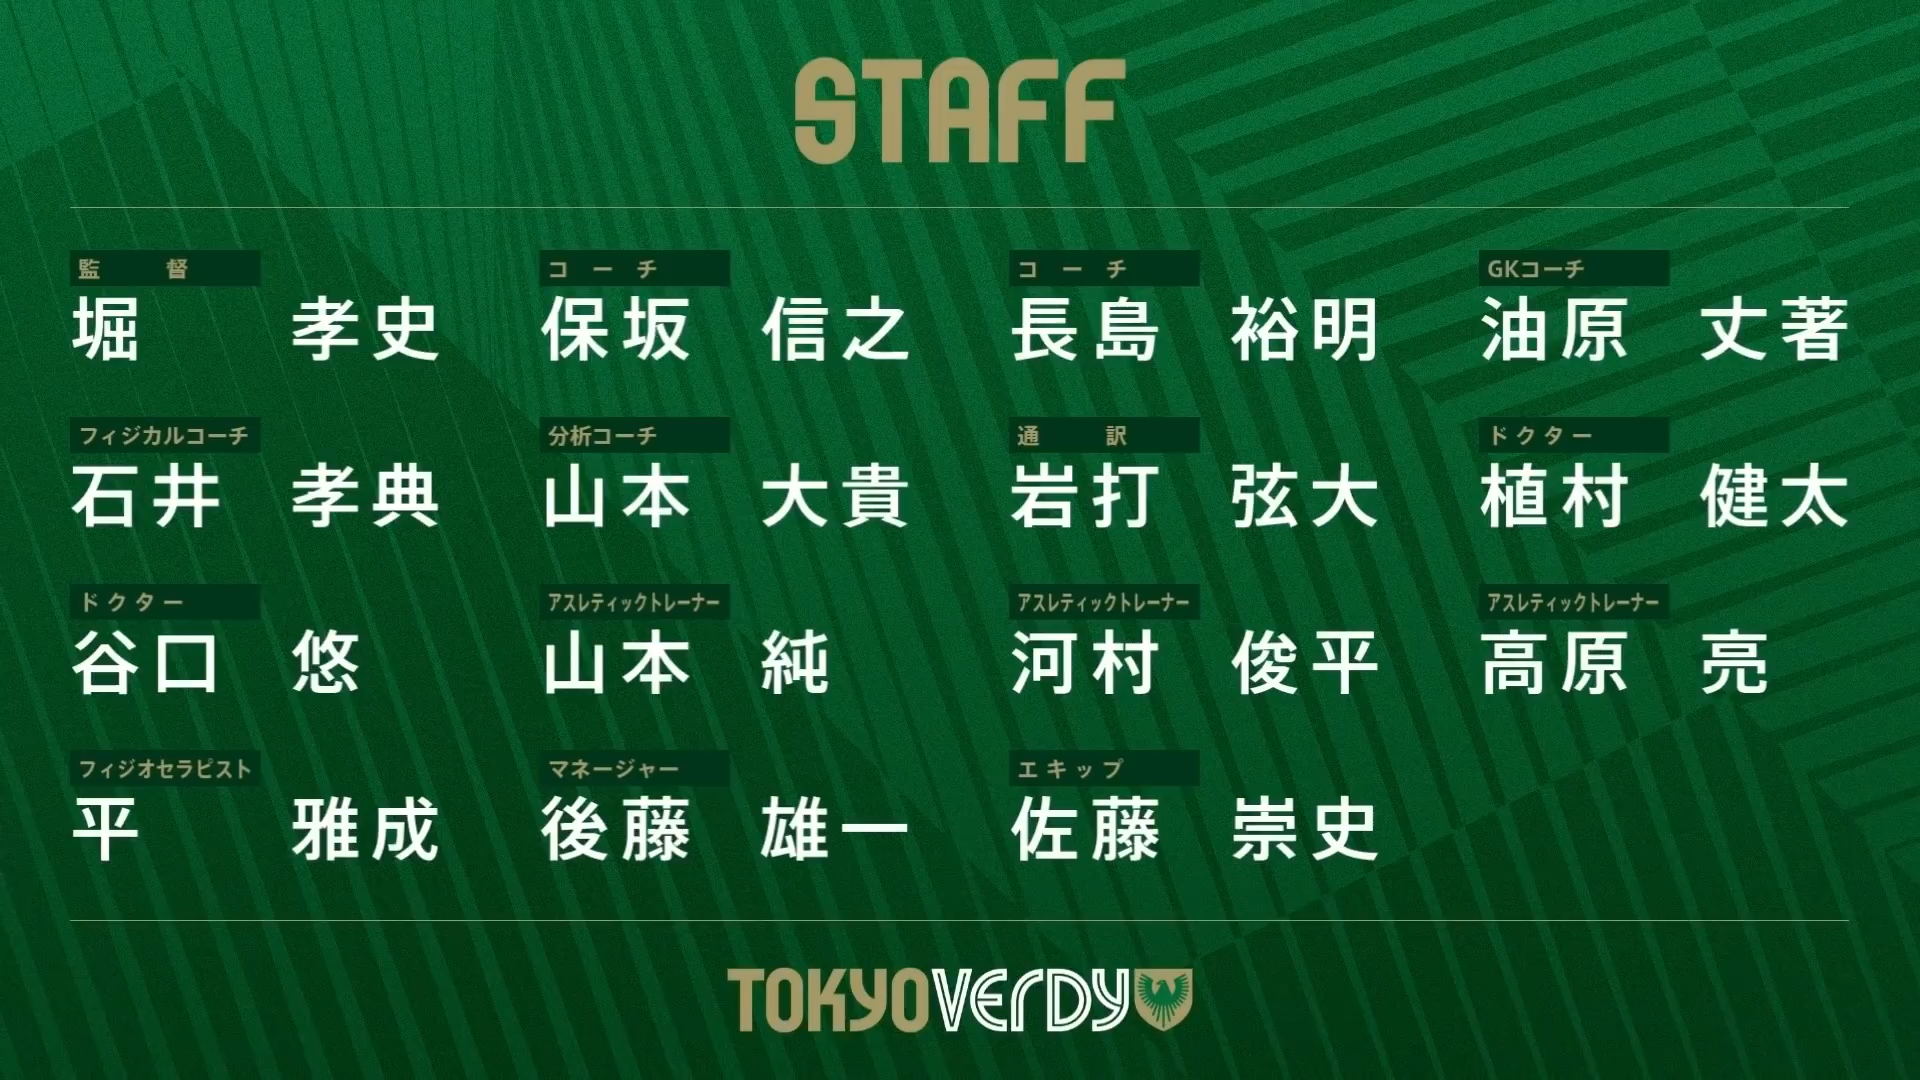 STAFF
監督 コーチ コーチ GKコーチ
堀 孝史 保坂 信之 長島 裕明 油原 丈著
フィジカルコーチ 分析コーチ 通訳 ドクター
石井 孝典 山本 大貴 岩打 弦大 植村 健太
ドクター アスレティックトレーナー アスレティックトレーナー アスレティックトレーナー
谷口 悠 山本 純 河村 俊平 高原 亮
フィジオセラピスト マネージャー エキップ
平 雅成 後藤 雄一 佐藤 崇史
TOKYO VERDY